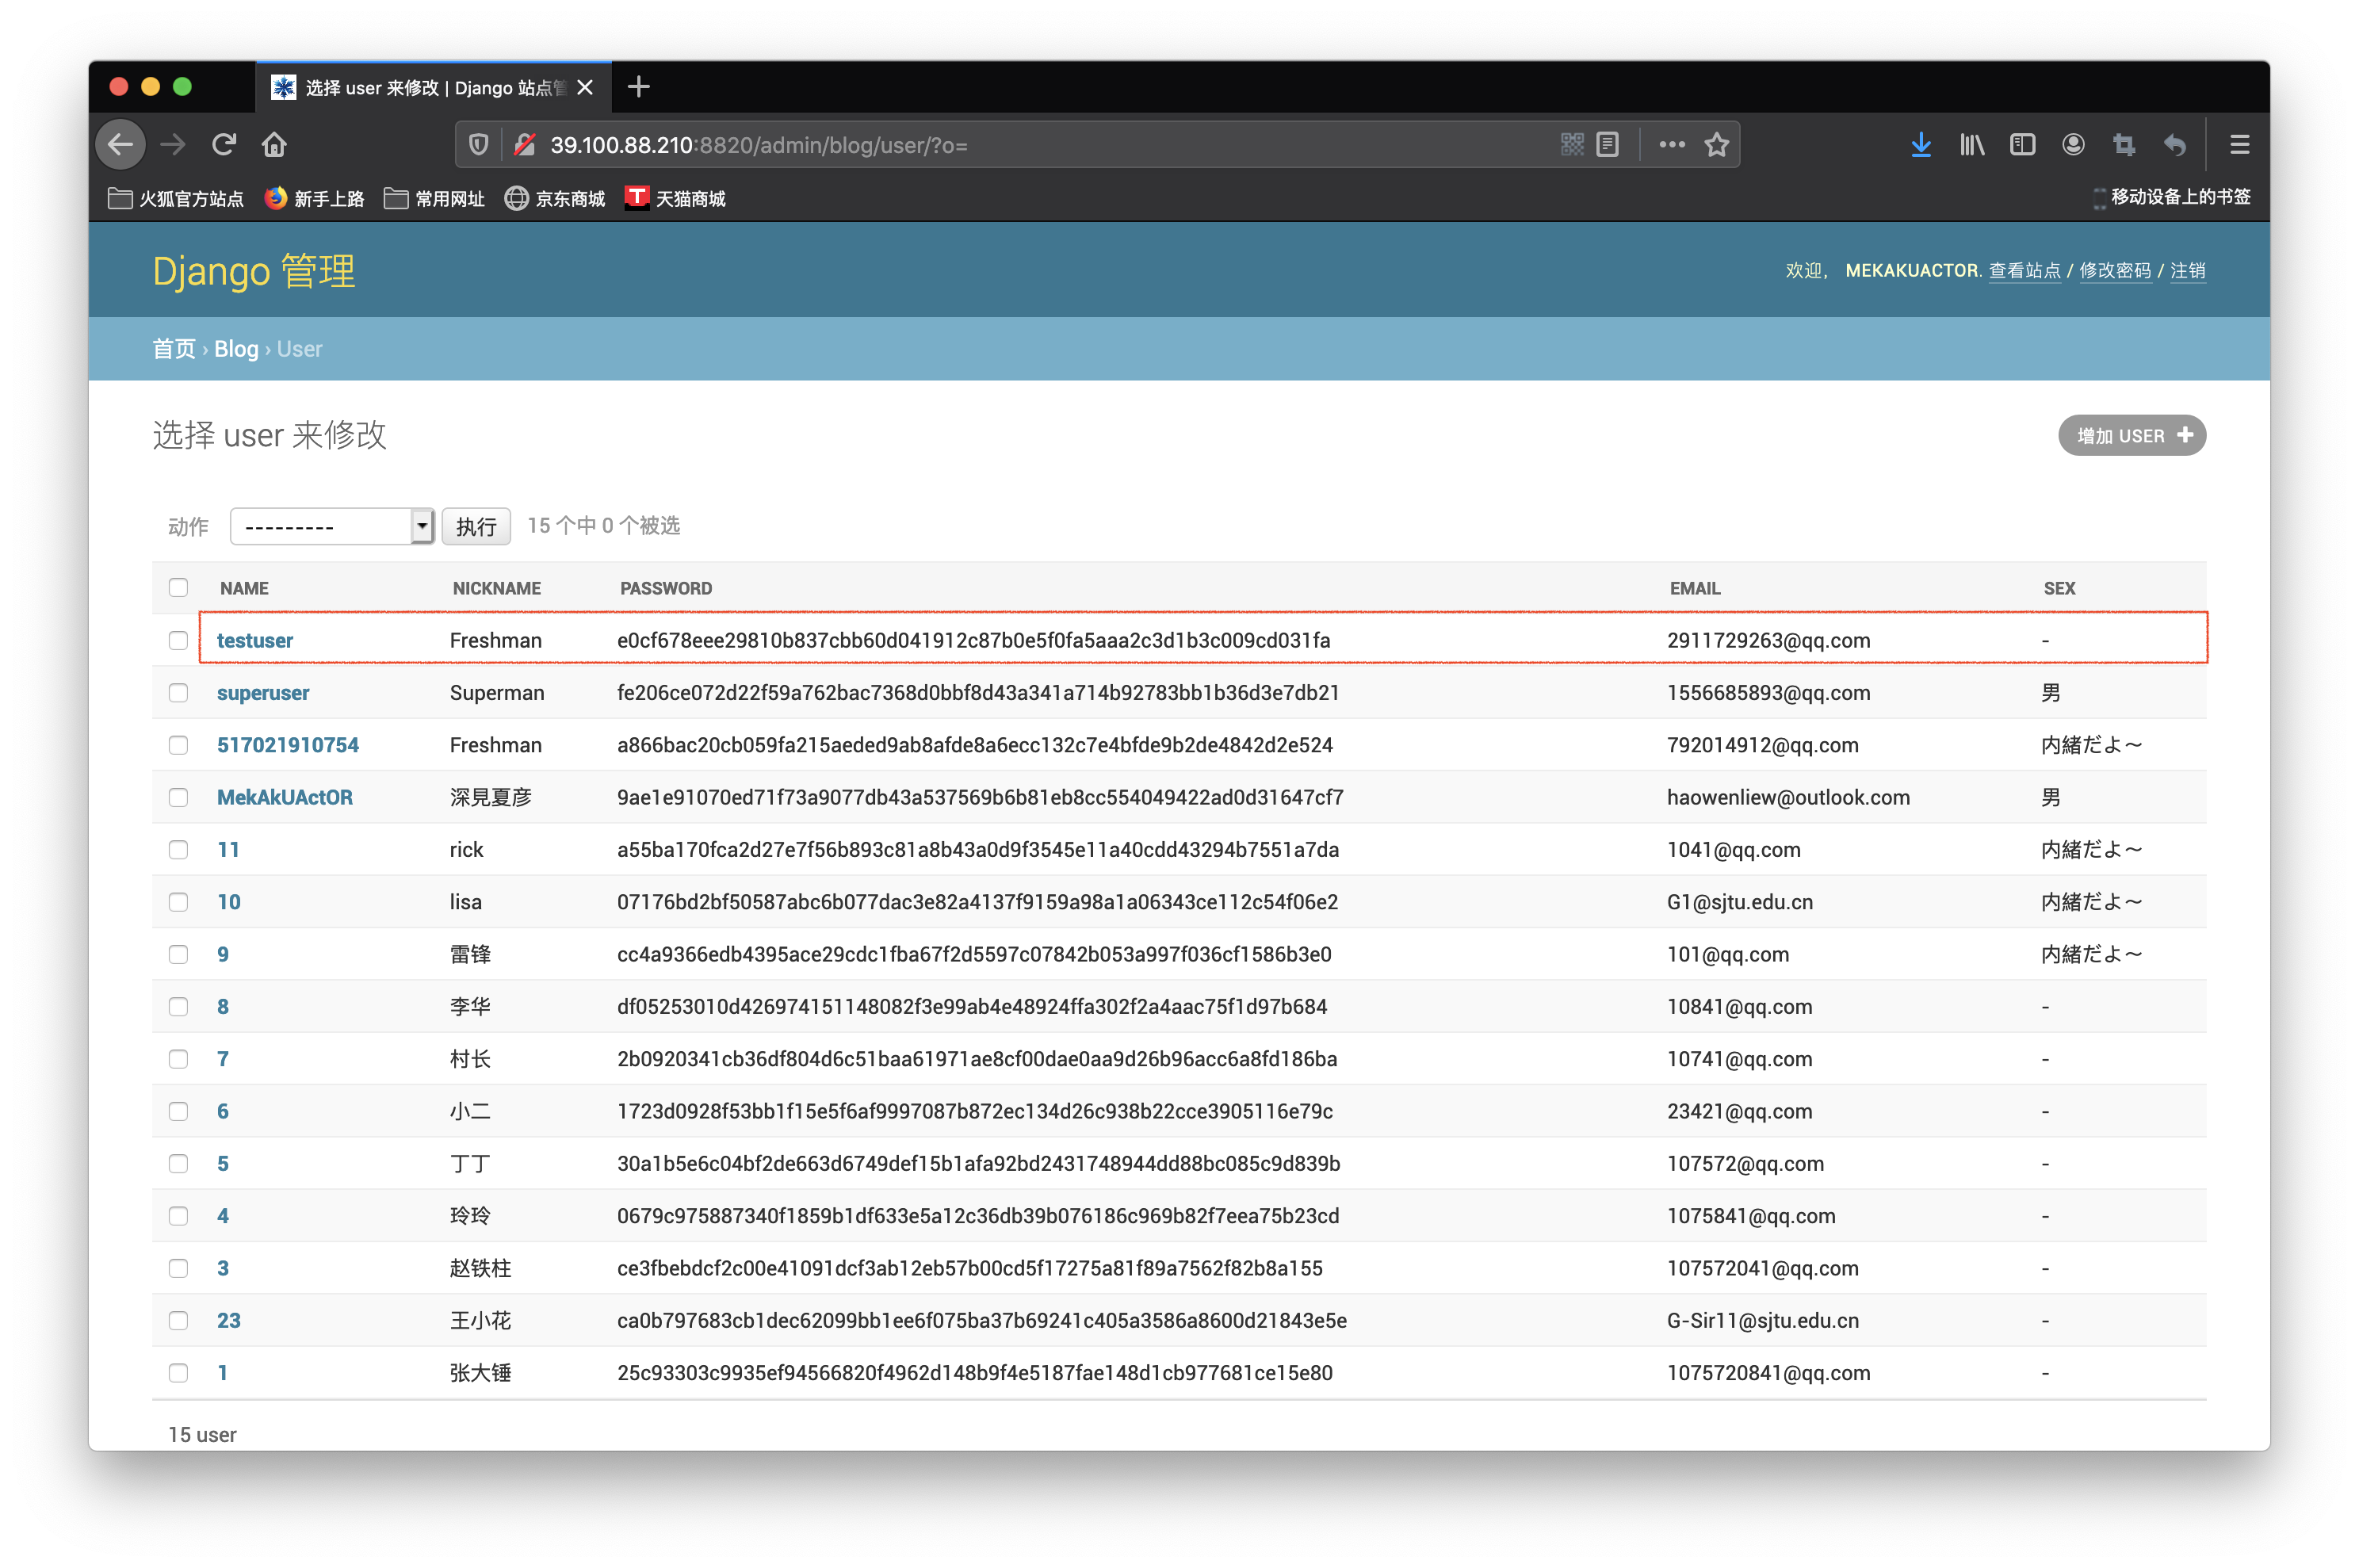 选择 user 来修改 | Django 站点管
39.100.88.210:8820/admin/blog/user/?o=
火狐官方站点 新手上路 常用网址 京东商城 T 天猫商城 移动设备上的书签
Django 管理
欢迎， MEKAKUACTOR. 查看站点 / 修改密码 / 注销
首页 › Blog › User
选择 user 来修改
增加 USER
动作 --------- 执行 15 个中 0 个被选
NAME NICKNAME PASSWORD EMAIL SEX
testuser Freshman e0cf678eee29810b837cbb60d041912c87b0e5f0fa5aaa2c3d1b3c009cd031fa 2911729263@qq.com -
superuser Superman fe206ce072d22f59a762bac7368d0bbf8d43a341a714b92783bb1b36d3e7db21 1556685893@qq.com 男
517021910754 Freshman a866bac20cb059fa215aeded9ab8afde8a6ecc132c7e4bfde9b2de4842d2e524 792014912@qq.com 内緒だよ～
MekAkUActOR 深見夏彦 9ae1e91070ed71f73a9077db43a537569b6b81eb8cc554049422ad0d31647cf7 haowenliew@outlook.com 男
11 rick a55ba170fca2d27e7f56b893c81a8b43a0d9f3545e11a40cdd43294b7551a7da 1041@qq.com 内緒だよ～
10 lisa 07176bd2bf50587abc6b077dac3e82a4137f9159a98a1a06343ce112c54f06e2 G1@sjtu.edu.cn 内緒だよ～
9 雷锋 cc4a9366edb4395ace29cdc1fba67f2d5597c07842b053a997f036cf1586b3e0 101@qq.com 内緒だよ～
8 李华 df05253010d426974151148082f3e99ab4e48924ffa302f2a4aac75f1d97b684 10841@qq.com -
7 村长 2b0920341cb36df804d6c51baa61971ae8cf00dae0aa9d26b96acc6a8fd186ba 10741@qq.com -
6 小二 1723d0928f53bb1f15e5f6af9997087b872ec134d26c938b22cce3905116e79c 23421@qq.com -
5 丁丁 30a1b5e6c04bf2de663d6749def15b1afa92bd2431748944dd88bc085c9d839b 107572@qq.com -
4 玲玲 0679c975887340f1859b1df633e5a12c36db39b076186c969b82f7eea75b23cd 1075841@qq.com -
3 赵铁柱 ce3fbebdcf2c00e41091dcf3ab12eb57b00cd5f17275a81f89a7562f82b8a155 107572041@qq.com -
23 王小花 ca0b797683cb1dec62099bb1ee6f075ba37b69241c405a3586a8600d21843e5e G-Sir11@sjtu.edu.cn -
1 张大锤 25c93303c9935ef94566820f4962d148b9f4e5187fae148d1cb977681ce15e80 1075720841@qq.com -
15 user